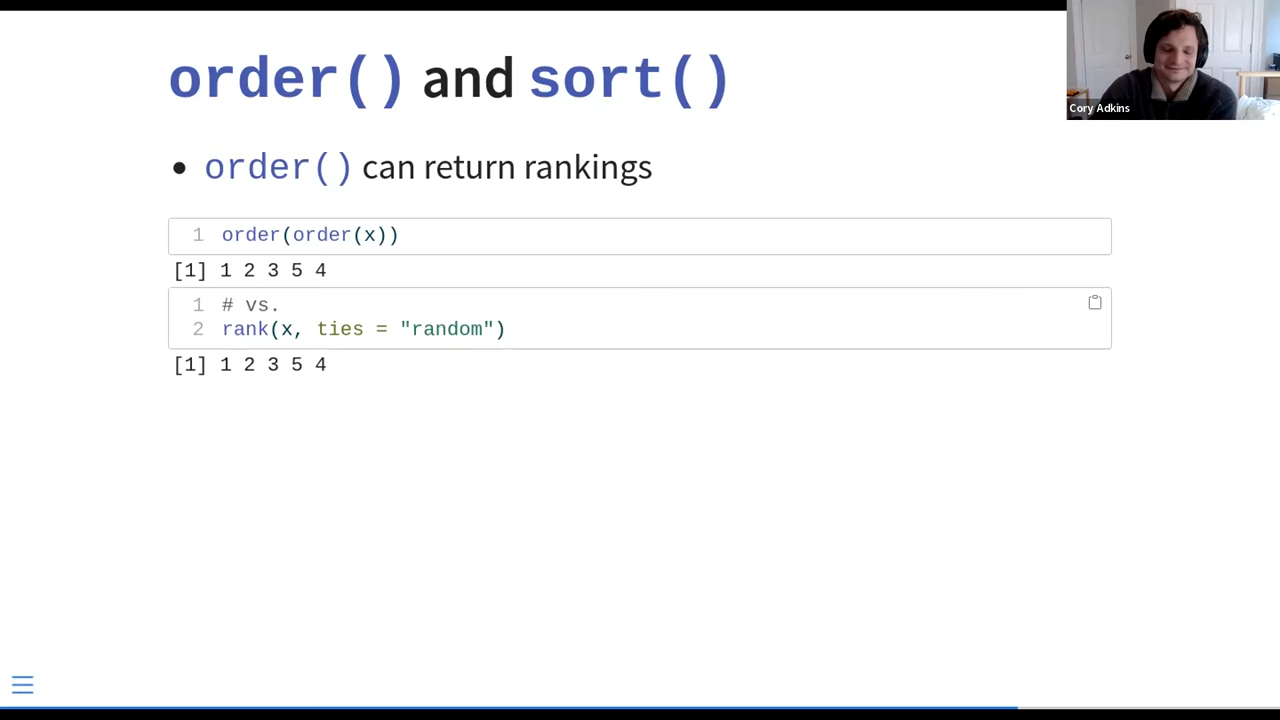 order() and sort()
Cory Adkins
• order() can return rankings
1 order(order(x))
[1] 1 2 3 5 4
1 # vs.
2 rank(x, ties = "random")
[1] 1 2 3 5 4